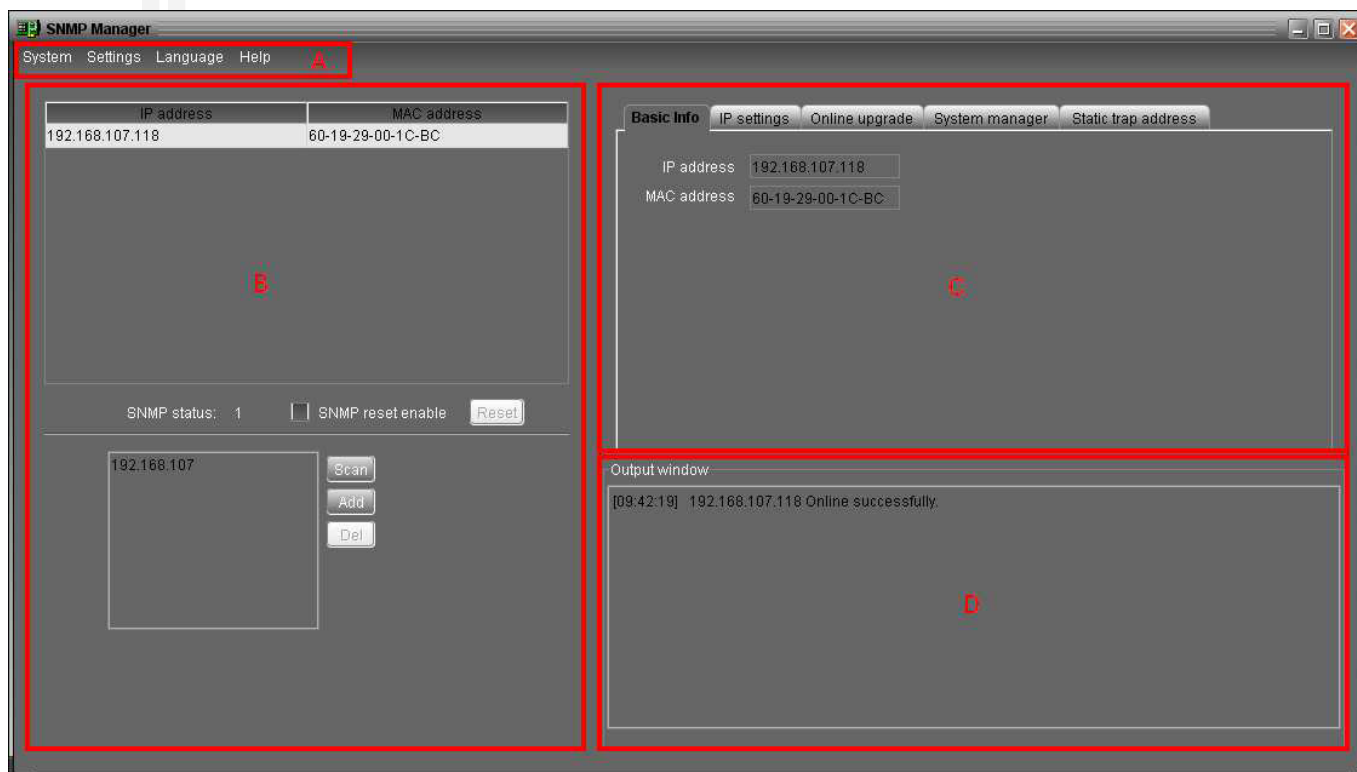 SNMP Manager
System Settings Language Help A
IP address MAC address
192.168.107.118 60-19-29-00-1C-BC
B
SNMP status: 1 SNMP reset enable Reset
192.168.107
Scan
Add
Del
Basic Info IP settings Online upgrade System manager Static trap address
IP address 192.168.107.118
MAC address 60-19-29-00-1C-BC
C
Output window
[09:42:19] 192.168.107.118 Online successfully.
D